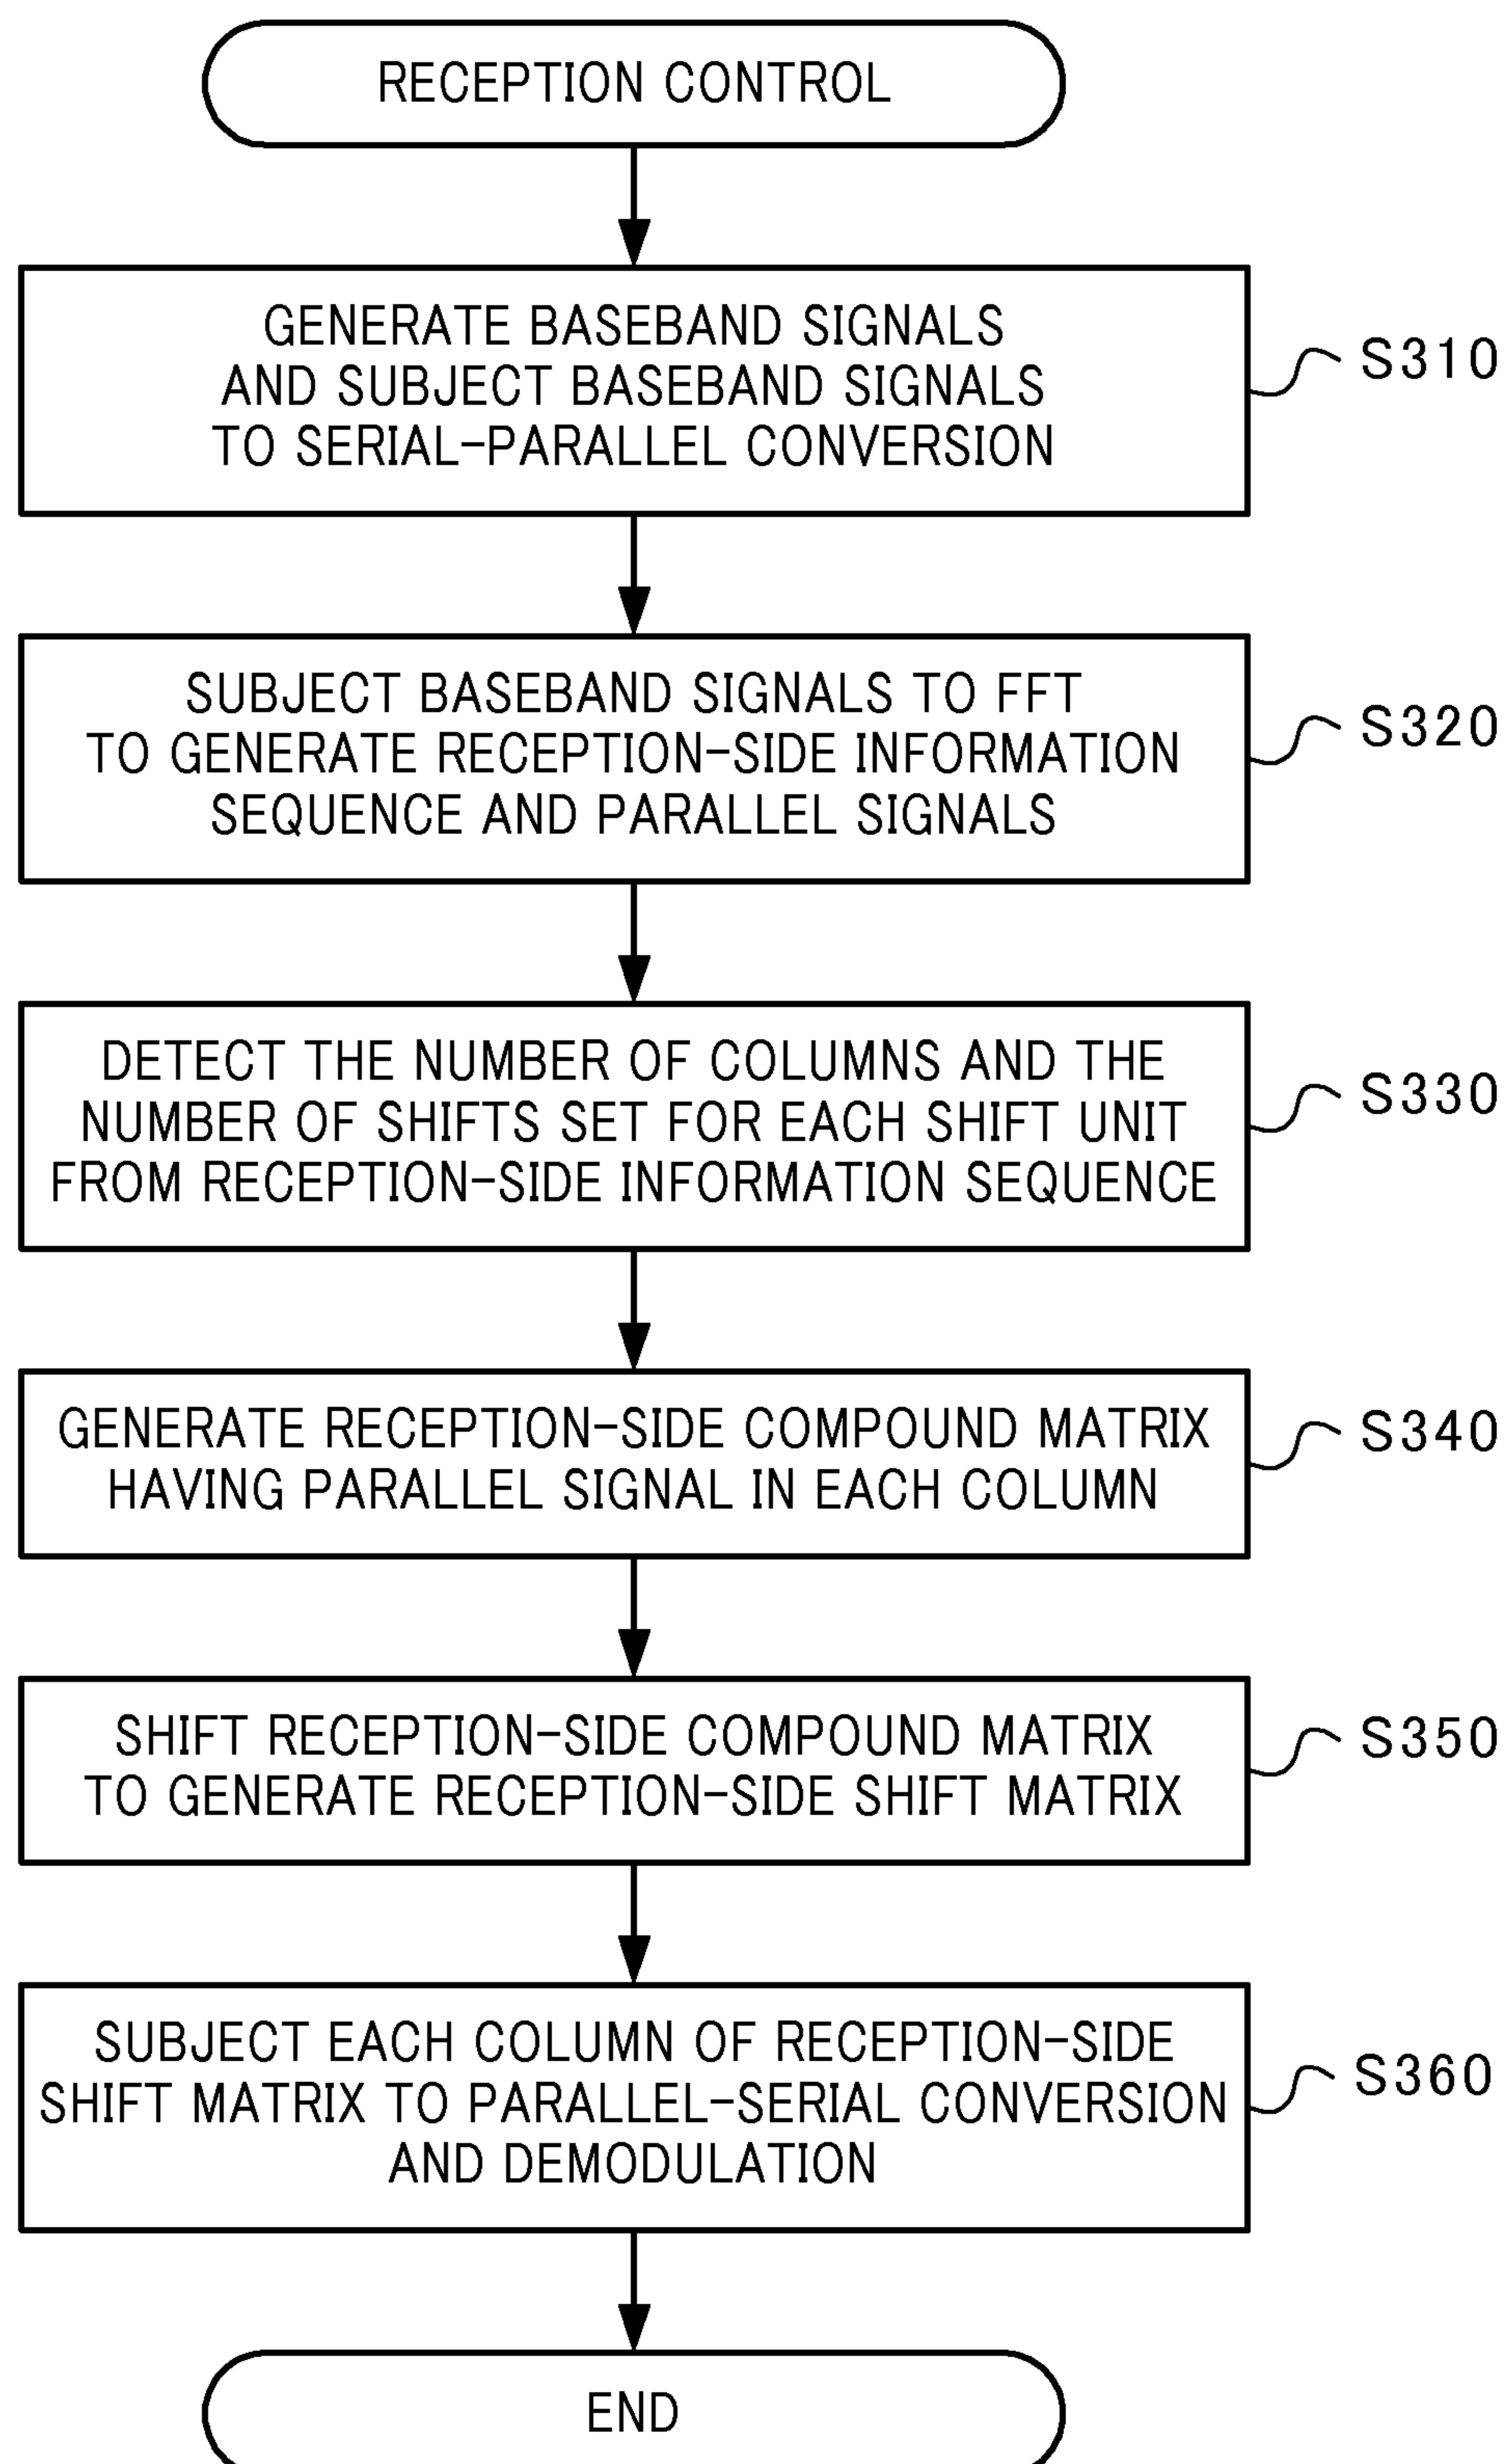 RECEPTION CONTROL
GENERATE BASEBAND SIGNALS
AND SUBJECT BASEBAND SIGNALS
TO SERIAL-PARALLEL CONVERSION
S310
SUBJECT BASEBAND SIGNALS TO FFT
TO GENERATE RECEPTION-SIDE INFORMATION
SEQUENCE AND PARALLEL SIGNALS
S320
DETECT THE NUMBER OF COLUMNS AND THE
NUMBER OF SHIFTS SET FOR EACH SHIFT UNIT
FROM RECEPTION-SIDE INFORMATION SEQUENCE
S330
GENERATE RECEPTION-SIDE COMPOUND MATRIX
HAVING PARALLEL SIGNAL IN EACH COLUMN
S340
SHIFT RECEPTION-SIDE COMPOUND MATRIX
TO GENERATE RECEPTION-SIDE SHIFT MATRIX
S350
SUBJECT EACH COLUMN OF RECEPTION-SIDE
SHIFT MATRIX TO PARALLEL-SERIAL CONVERSION
AND DEMODULATION
S360
END